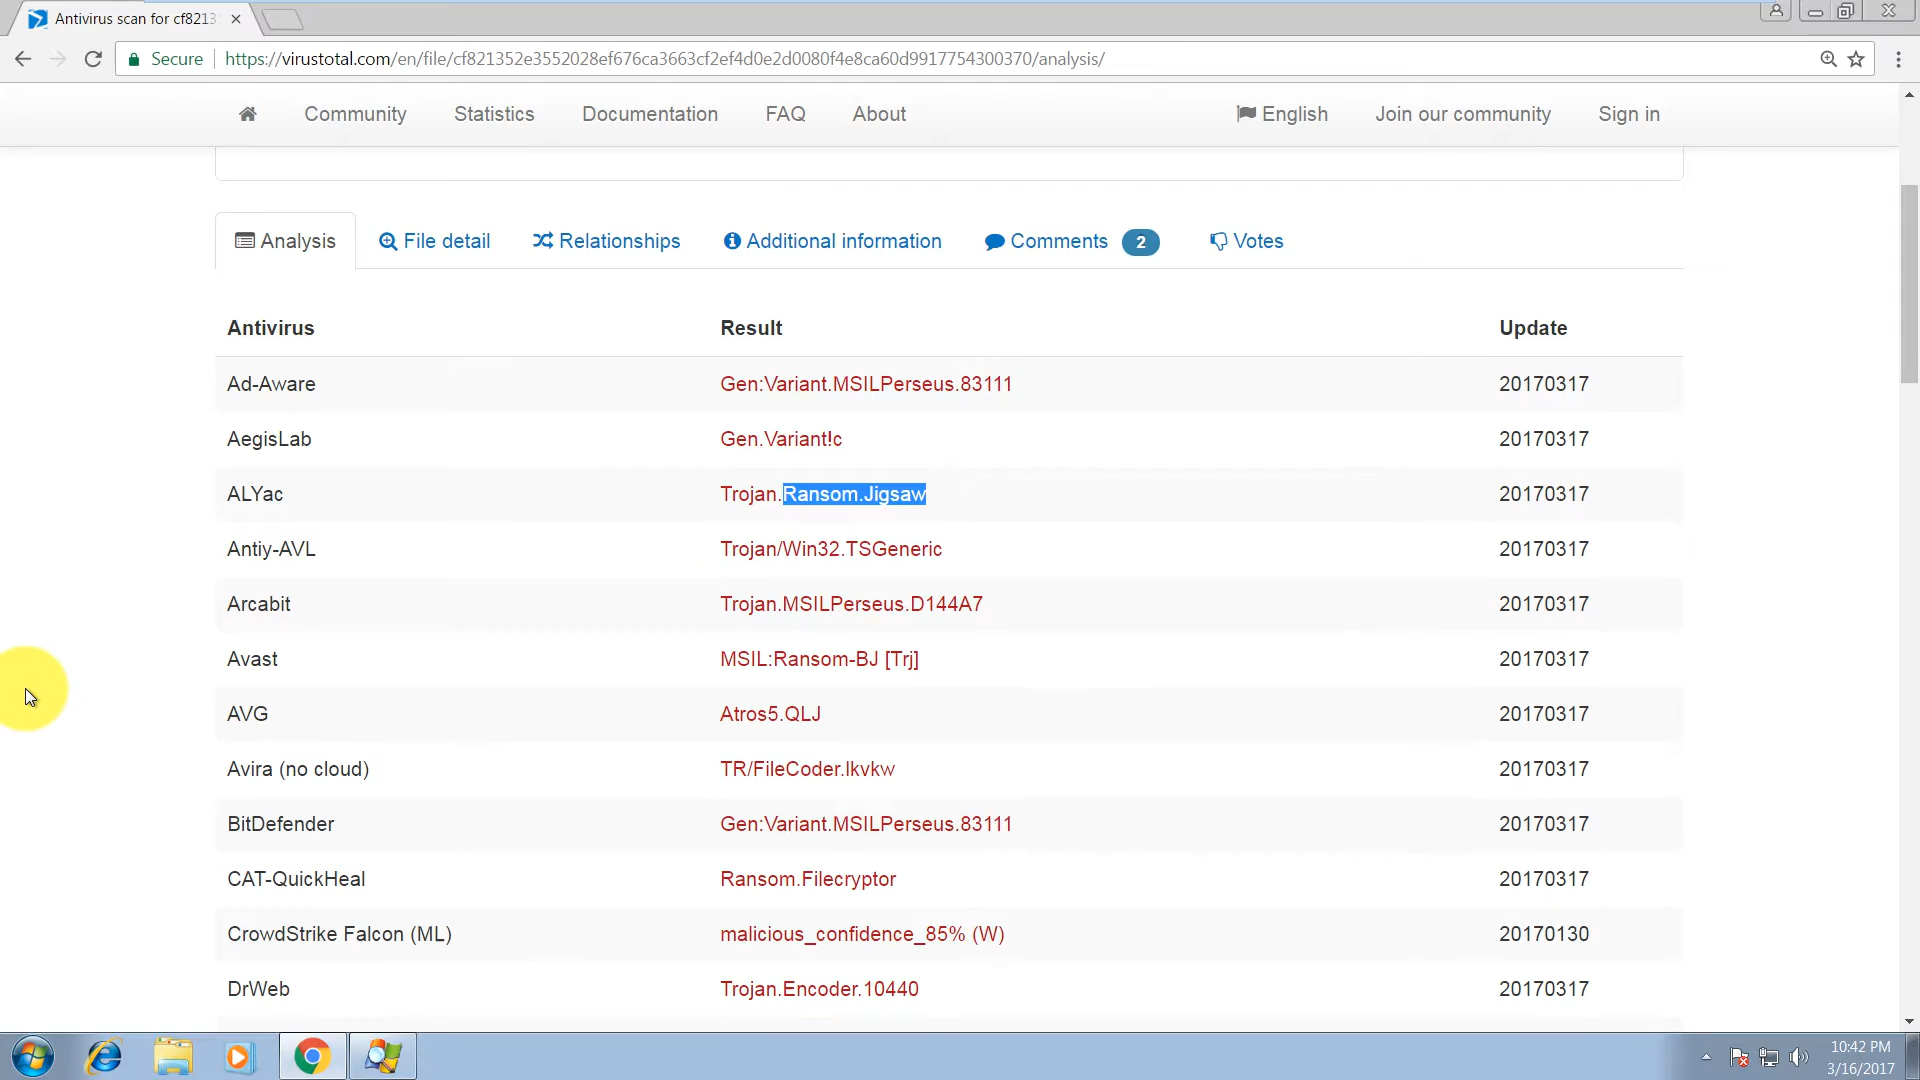 Antivirus scan for cf8213
Secure https://virustotal.com/en/file/cf821352e3552028ef676ca3663cf2ef4d0e2d0080f4e8ca60d9917754300370/analysis/
Community Statistics Documentation FAQ About English Join our community Sign in
Analysis File detail Relationships Additional information Comments 2 Votes
Antivirus Result Update
Ad-Aware Gen:Variant.MSILPerseus.83111 20170317
AegisLab Gen.Variant!c 20170317
ALYac Trojan.Ransom.Jigsaw 20170317
Antiy-AVL Trojan/Win32.TSGeneric 20170317
Arcabit Trojan.MSILPerseus.D144A7 20170317
Avast MSIL:Ransom-BJ [Trj] 20170317
AVG Atros5.QLJ 20170317
Avira (no cloud) TR/FileCoder.lkvkw 20170317
BitDefender Gen:Variant.MSILPerseus.83111 20170317
CAT-QuickHeal Ransom.Filecryptor 20170317
CrowdStrike Falcon (ML) malicious_confidence_85% (W) 20170130
DrWeb Trojan.Encoder.10440 20170317
10:42 PM
3/16/2017